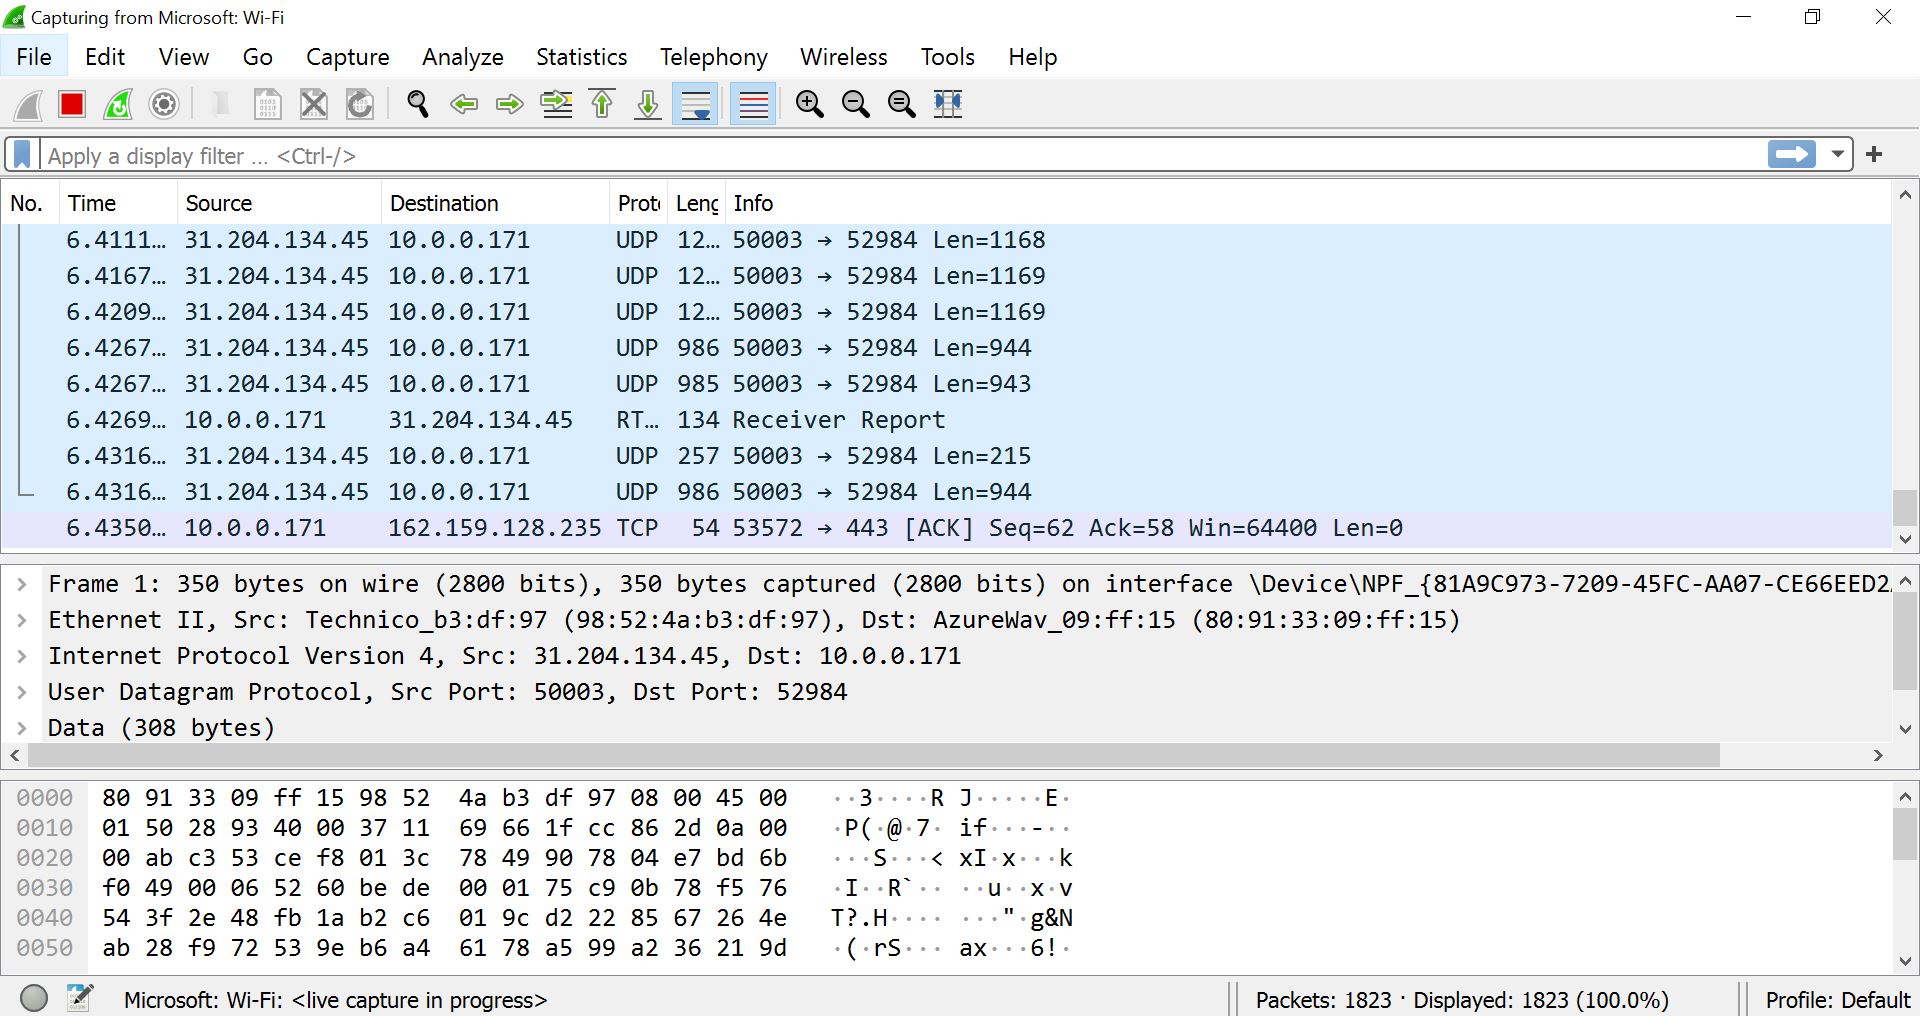 Capturing from Microsoft: Wi-Fi
File Edit View Go Capture Analyze Statistics Telephony Wireless Tools Help
Apply a display filter ... <Ctrl-/>
No. Time Source Destination Proto Leng Info
6.4111… 31.204.134.45 10.0.0.171 UDP 12… 50003 → 52984 Len=1168
6.4167… 31.204.134.45 10.0.0.171 UDP 12… 50003 → 52984 Len=1169
6.4209… 31.204.134.45 10.0.0.171 UDP 12… 50003 → 52984 Len=1169
6.4267… 31.204.134.45 10.0.0.171 UDP 986 50003 → 52984 Len=944
6.4267… 31.204.134.45 10.0.0.171 UDP 985 50003 → 52984 Len=943
6.4269… 10.0.0.171 31.204.134.45 RT… 134 Receiver Report
6.4316… 31.204.134.45 10.0.0.171 UDP 257 50003 → 52984 Len=215
6.4316… 31.204.134.45 10.0.0.171 UDP 986 50003 → 52984 Len=944
6.4350… 10.0.0.171 162.159.128.235 TCP 54 53572 → 443 [ACK] Seq=62 Ack=58 Win=64400 Len=0
Frame 1: 350 bytes on wire (2800 bits), 350 bytes captured (2800 bits) on interface \Device\NPF_{81A9C973-7209-45FC-AA07-CE66EED2
Ethernet II, Src: Technico_b3:df:97 (98:52:4a:b3:df:97), Dst: AzureWav_09:ff:15 (80:91:33:09:ff:15)
Internet Protocol Version 4, Src: 31.204.134.45, Dst: 10.0.0.171
User Datagram Protocol, Src Port: 50003, Dst Port: 52984
Data (308 bytes)
0000 80 91 33 09 ff 15 98 52 4a b3 df 97 08 00 45 00 ··3····R J·····E·
0010 01 50 28 93 40 00 37 11 69 66 1f cc 86 2d 0a 00 ·P(·@·7· if···-··
0020 00 ab c3 53 ce f8 01 3c 78 49 90 78 04 e7 bd 6b ···S···< xI·x···k
0030 f0 49 00 06 52 60 be de 00 01 75 c9 0b 78 f5 76 ·I··R`·· ··u··x·v
0040 54 3f 2e 48 fb 1a b2 c6 01 9c d2 22 85 67 26 4e T?.H···· ···"·g&N
0050 ab 28 f9 72 53 9e b6 a4 61 78 a5 99 a2 36 21 9d ·(·rS··· ax···6!·
Microsoft: Wi-Fi: <live capture in progress> Packets: 1823 · Displayed: 1823 (100.0%) Profile: Default